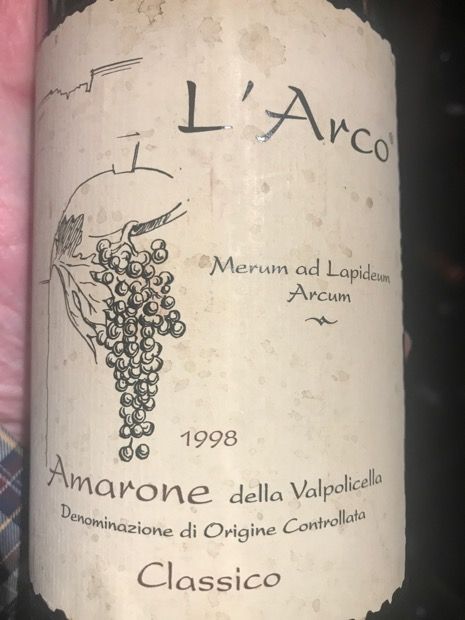 L'Arco
Merum ad Lapideum
Arcum
1998
Amarone della Valpolicella
Denominazione di Origine Controllata
Classico